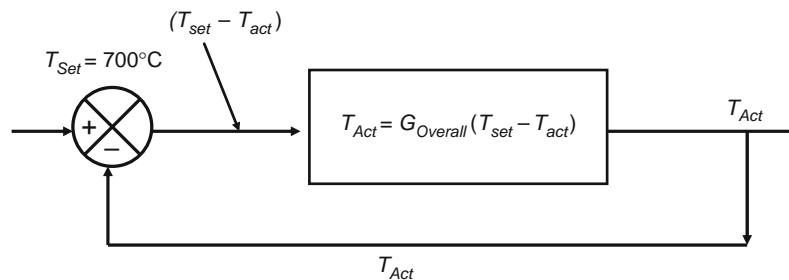 (T_set – T_act)
T_Set = 700°C
T_Act
T_Act = G_Overall (T_set – T_act)
+
–
T_Act